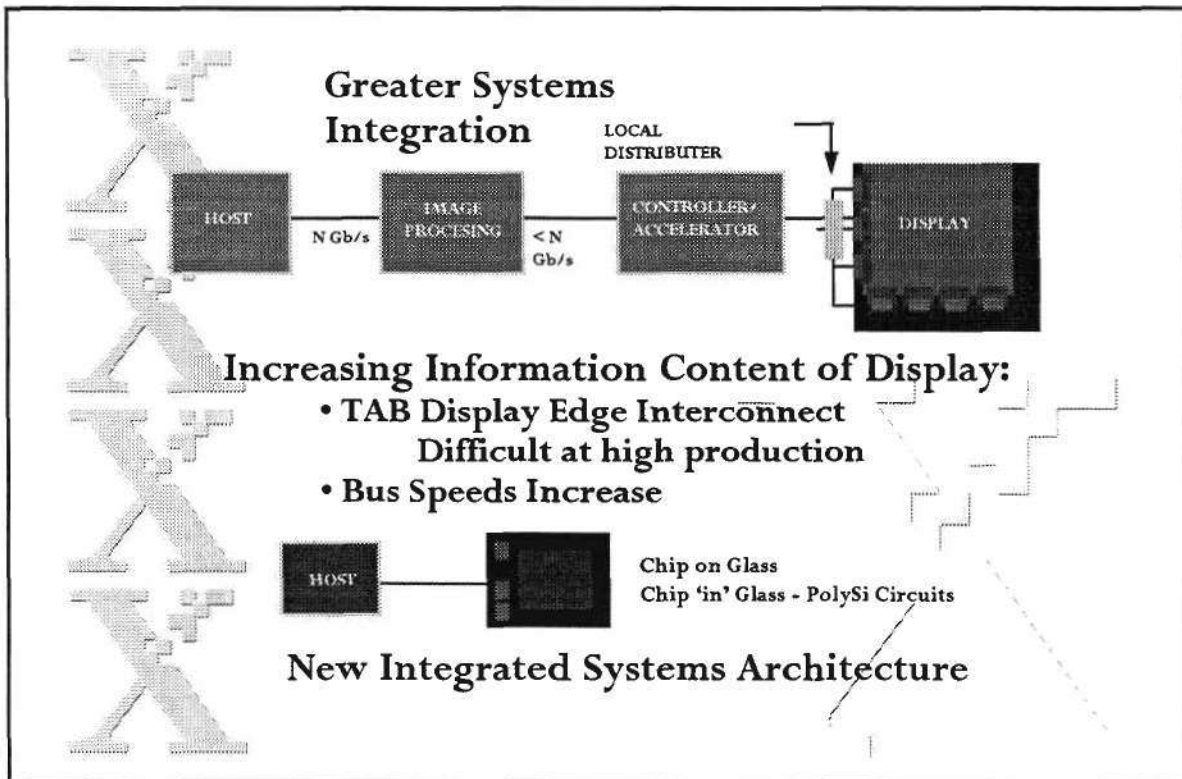 Greater Systems
Integration
LOCAL
DISTRIBUTER
HOST
N Gb/s
IMAGE
PROCESING
< N
Gb/s
CONTROLLER/
ACCELERATOR
DISPLAY
Increasing Information Content of Display:
• TAB Display Edge Interconnect
Difficult at high production
• Bus Speeds Increase
HOST
Chip on Glass
Chip ‘in’ Glass - PolySi Circuits
New Integrated Systems Architecture